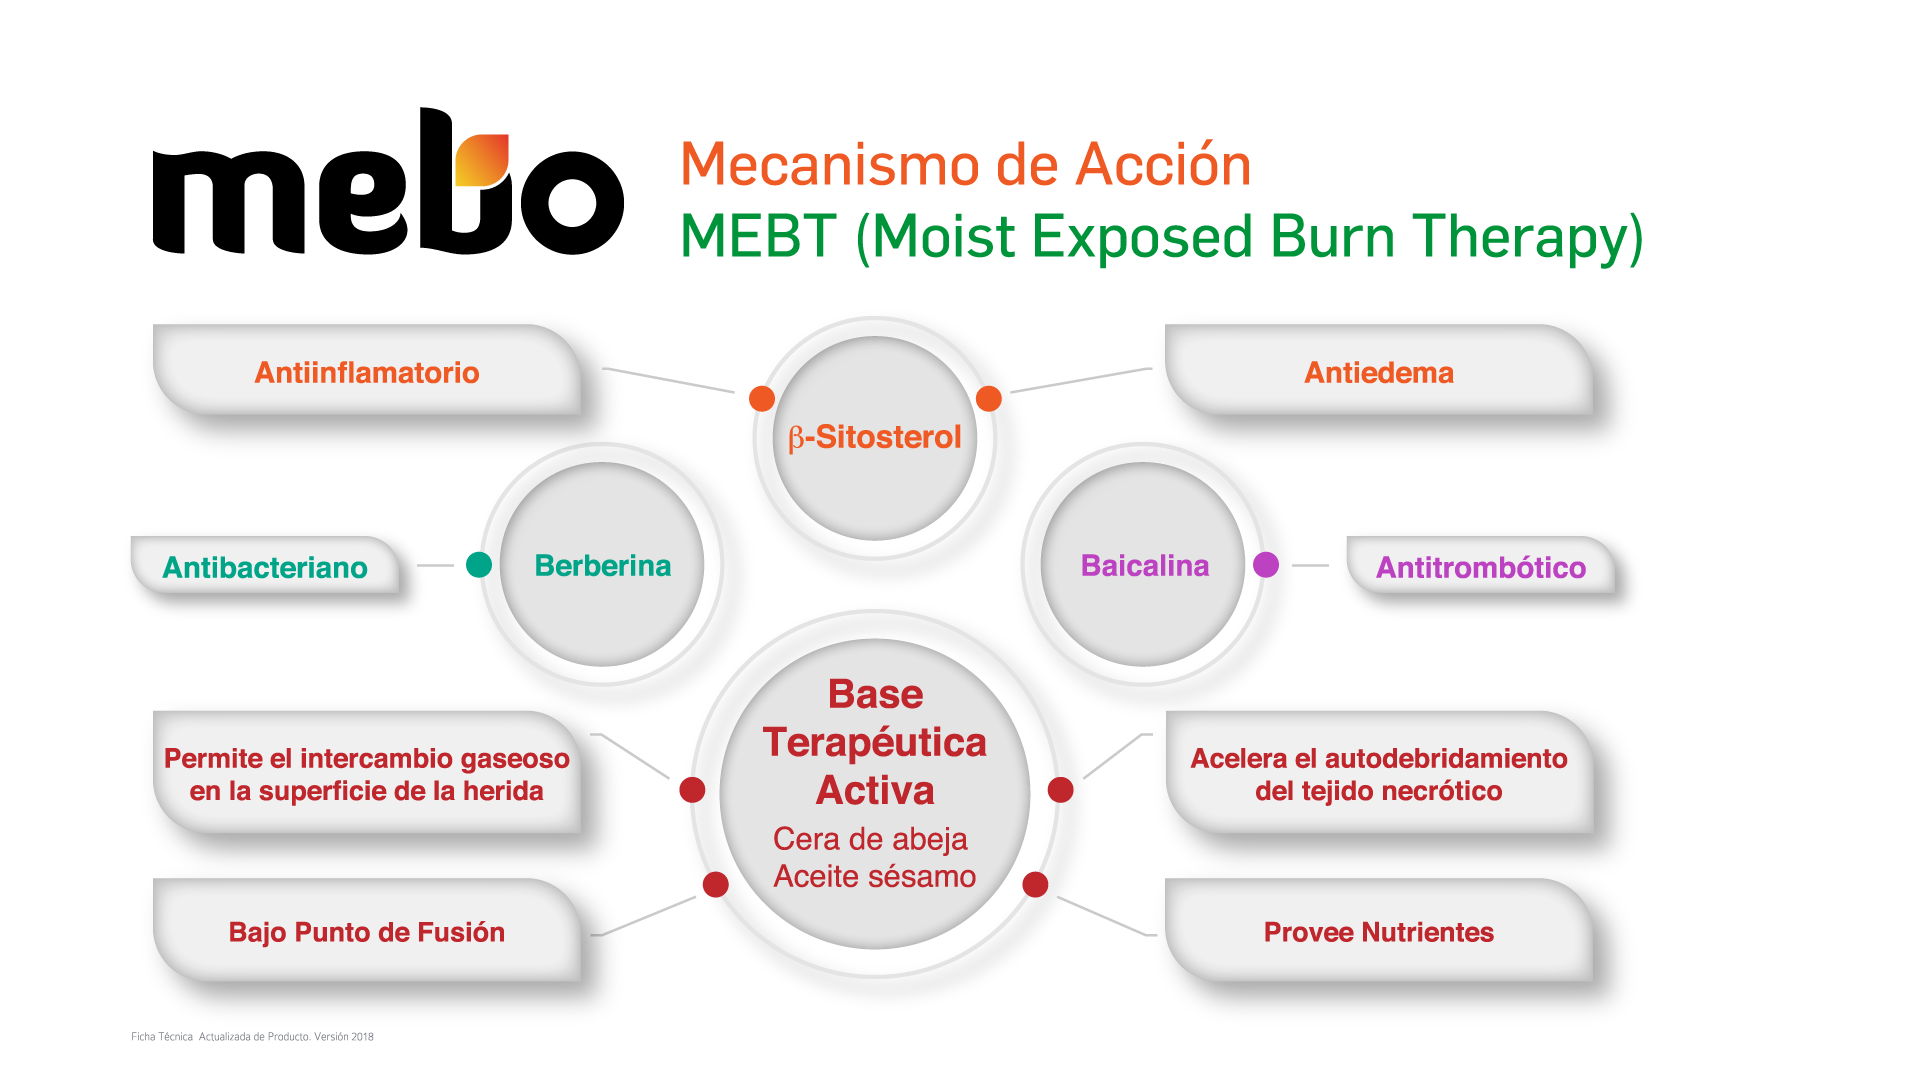 mebo
Mecanismo de Acción
MEBT (Moist Exposed Burn Therapy)
Antiinflamatorio
β-Sitosterol
Antiedema
Antibacteriano
Berberina
Baicalina
Antitrombótico
Base
Terapéutica
Activa
Cera de abeja
Aceite sésamo
Permite el intercambio gaseoso
en la superficie de la herida
Acelera el autodebridamiento
del tejido necrótico
Bajo Punto de Fusión
Provee Nutrientes
Ficha Técnica Actualizada de Producto. Versión 2018